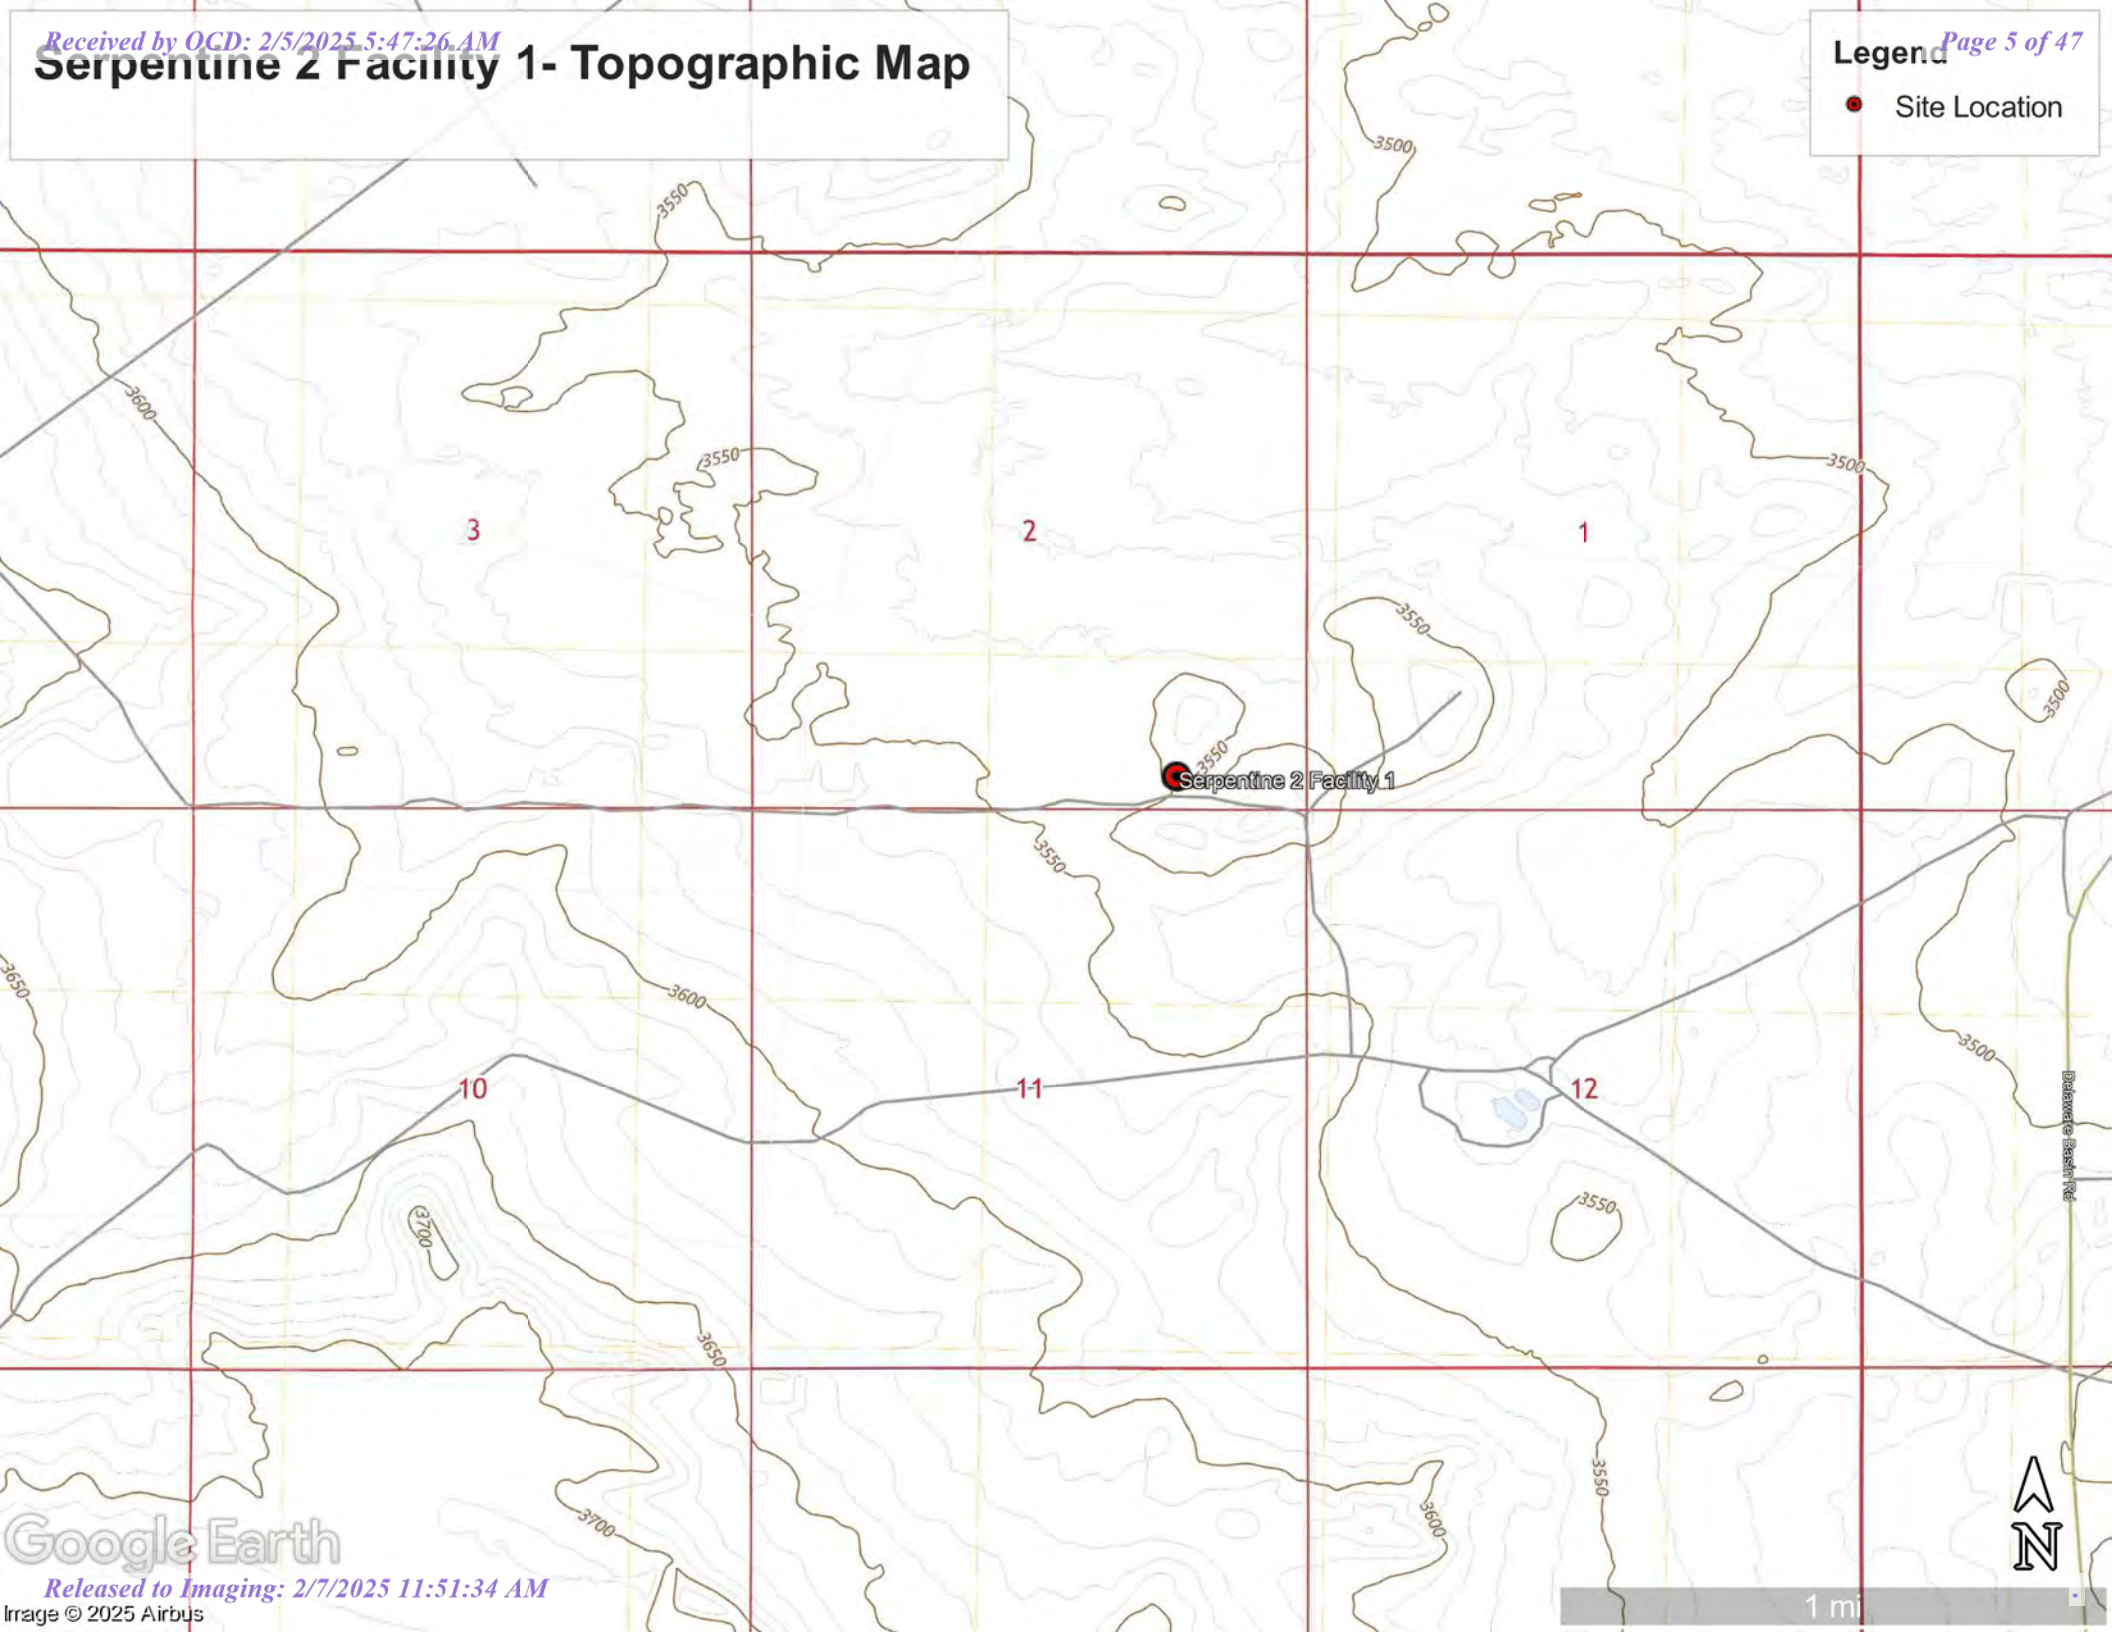 Received by OCD: 2/5/2025 5:47:26 AM
Page 5 of 47
Serpentine 2 Facility 1- Topographic Map
Legend
Site Location
3500
3550
3600
3550
3500
3
2
1
3550
3500
3550
Serpentine 2 Facility 1
3550
3650
3600
3500
10
11
12
Delaware Basin Rd
3550
3700
3650
3550
3600
3700
N
Google Earth
Released to Imaging: 2/7/2025 11:51:34 AM
Image © 2025 Airbus
1 mi